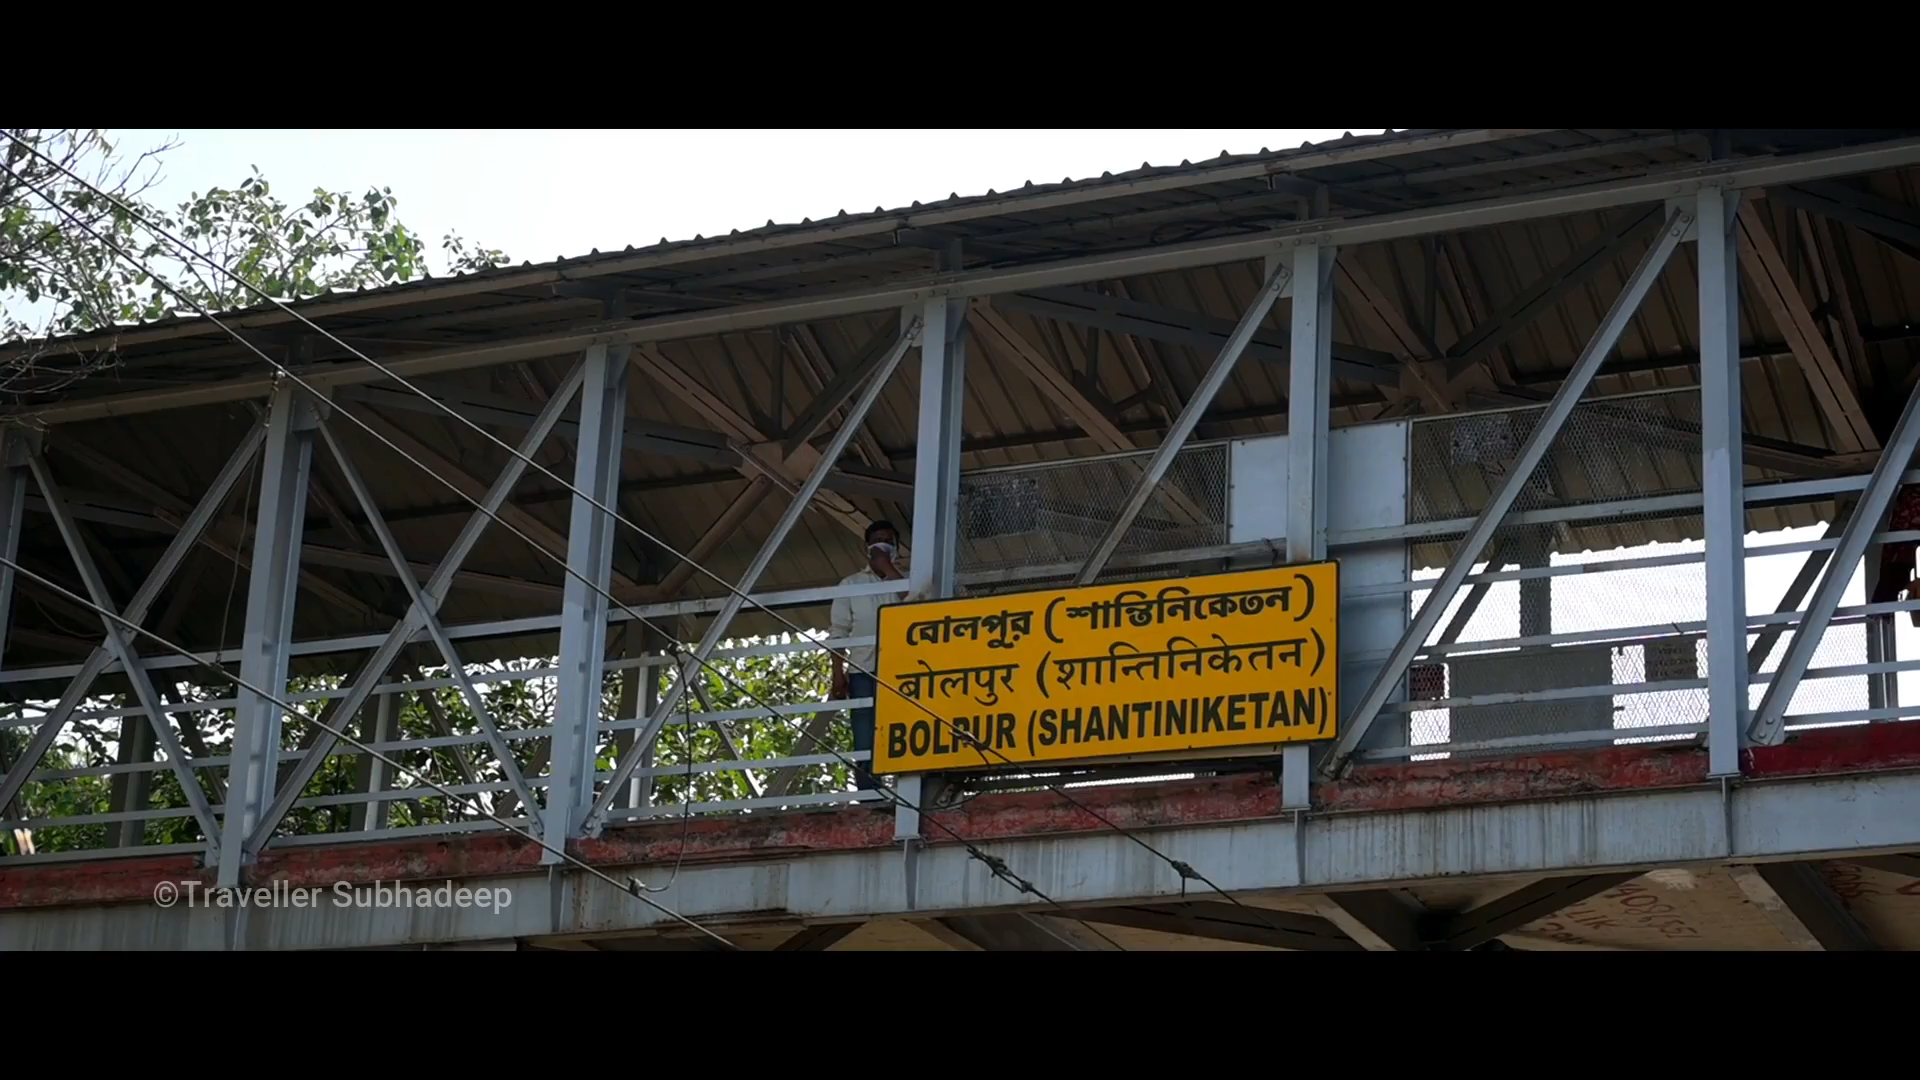 বোলপুর (শান্তিনিকেতন)
बोलपुर (शान्तिनिकेतन)
BOLPUR (SHANTINIKETAN)
©Traveller Subhadeep